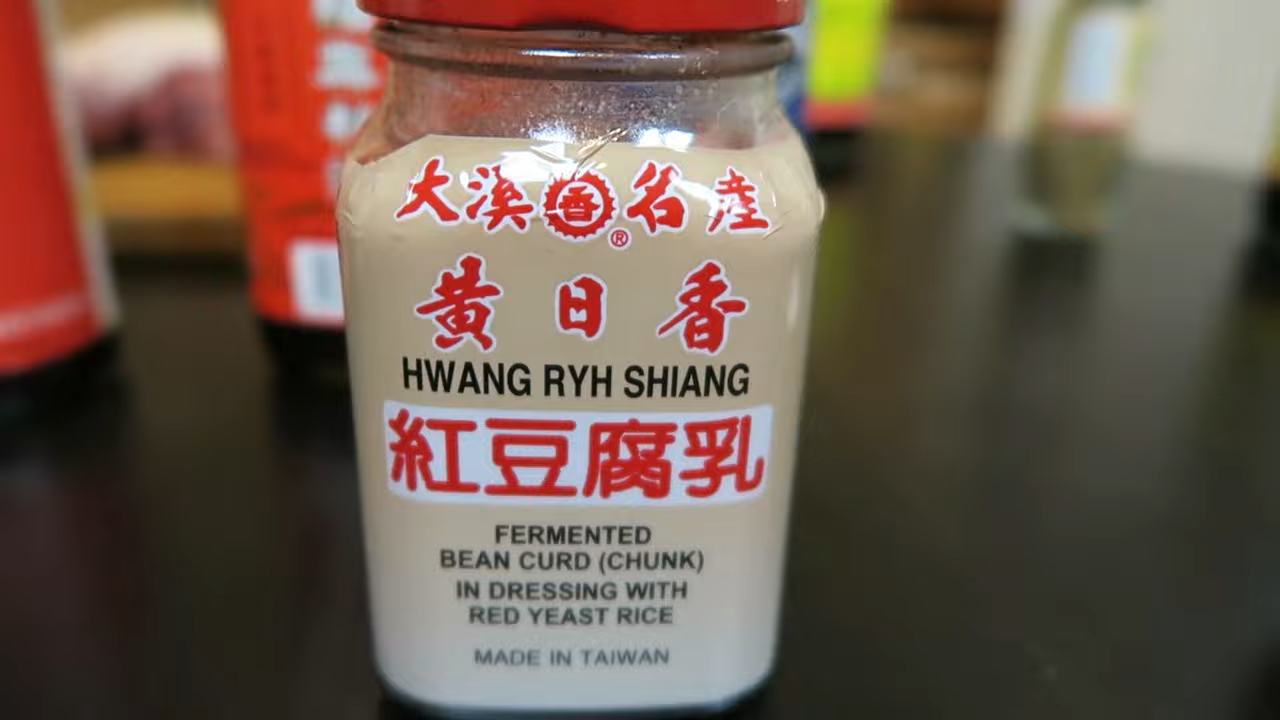 大溪香名產
®
黃日香
HWANG RYH SHIANG
紅豆腐乳
FERMENTED
BEAN CURD (CHUNK)
IN DRESSING WITH
RED YEAST RICE
MADE IN TAIWAN